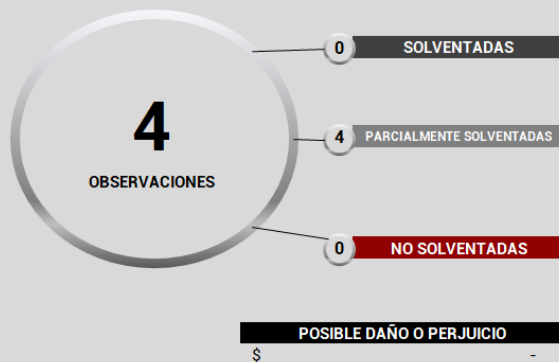 4
OBSERVACIONES
0 SOLVENTADAS
4 PARCIALMENTE SOLVENTADAS
0 NO SOLVENTADAS
POSIBLE DAÑO O PERJUICIO
$ -